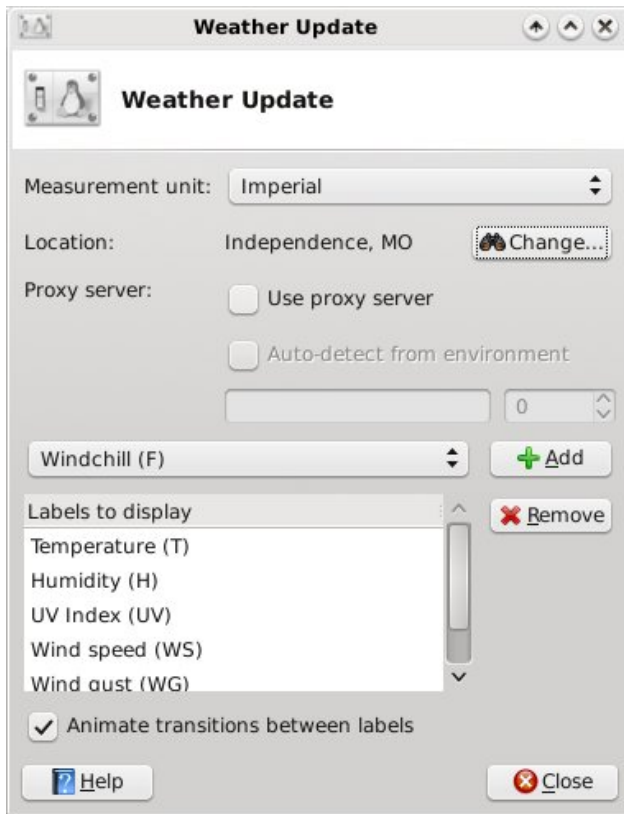 Weather Update
Weather Update
Measurement unit: Imperial
Location: Independence, MO Change...
Proxy server: Use proxy server
Auto-detect from environment
0
Windchill (F) Add
Labels to display Remove
Temperature (T)
Humidity (H)
UV Index (UV)
Wind speed (WS)
Wind gust (WG)
Animate transitions between labels
Help Close